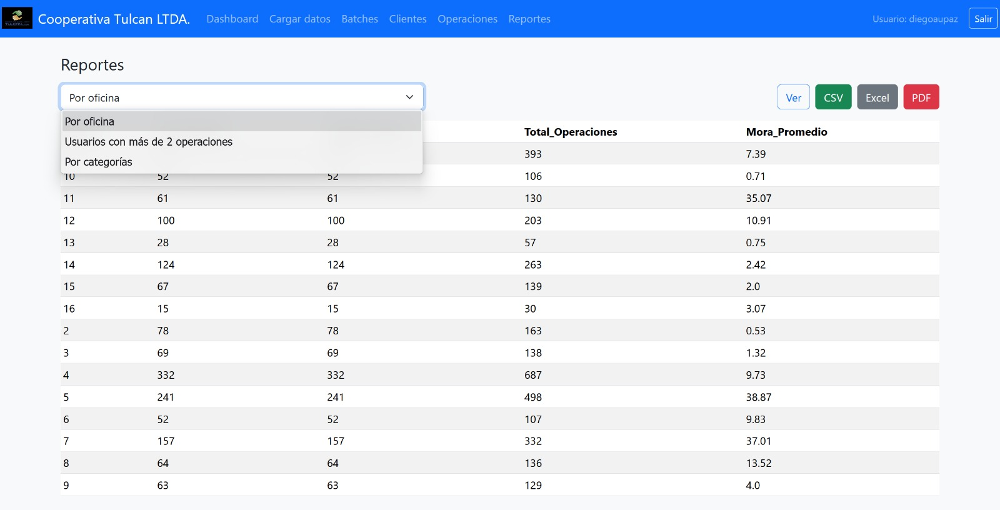 TULCAN
Cooperativa Tulcan LTDA. Dashboard Cargar datos Batches Clientes Operaciones Reportes Usuario: diegoaupaz Salir
Reportes
Por oficina Ver CSV Excel PDF
Por oficina
Usuarios con más de 2 operaciones
Por categorías
Total_Operaciones Mora_Promedio
393 7.39
10 52 52 106 0.71
11 61 61 130 35.07
12 100 100 203 10.91
13 28 28 57 0.75
14 124 124 263 2.42
15 67 67 139 2.0
16 15 15 30 3.07
2 78 78 163 0.53
3 69 69 138 1.32
4 332 332 687 9.73
5 241 241 498 38.87
6 52 52 107 9.83
7 157 157 332 37.01
8 64 64 136 13.52
9 63 63 129 4.0